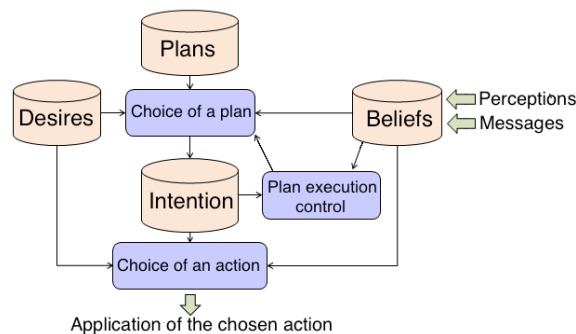 Plans
Desires
Choice of a plan
Beliefs
Perceptions
Messages
Intention
Plan execution
control
Choice of an action
Application of the chosen action